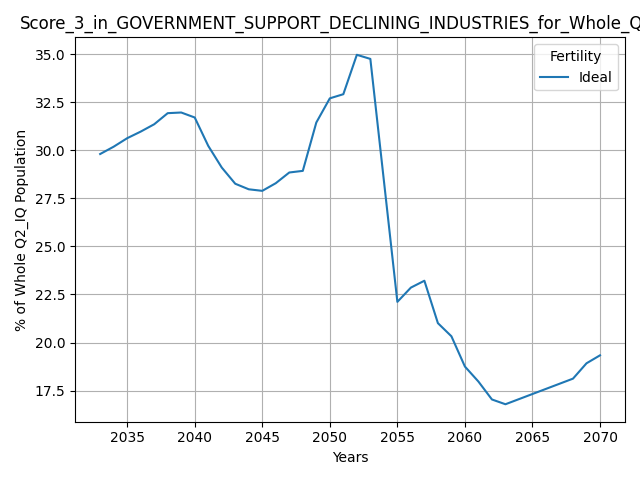 Score_3_in_GOVERNMENT_SUPPORT_DECLINING_INDUSTRIES_for_Whole_Q
Fertility
Ideal
35.0
32.5
30.0
27.5
25.0
22.5
20.0
17.5
% of Whole Q2_IQ Population
2035 2040 2045 2050 2055 2060 2065 2070
Years